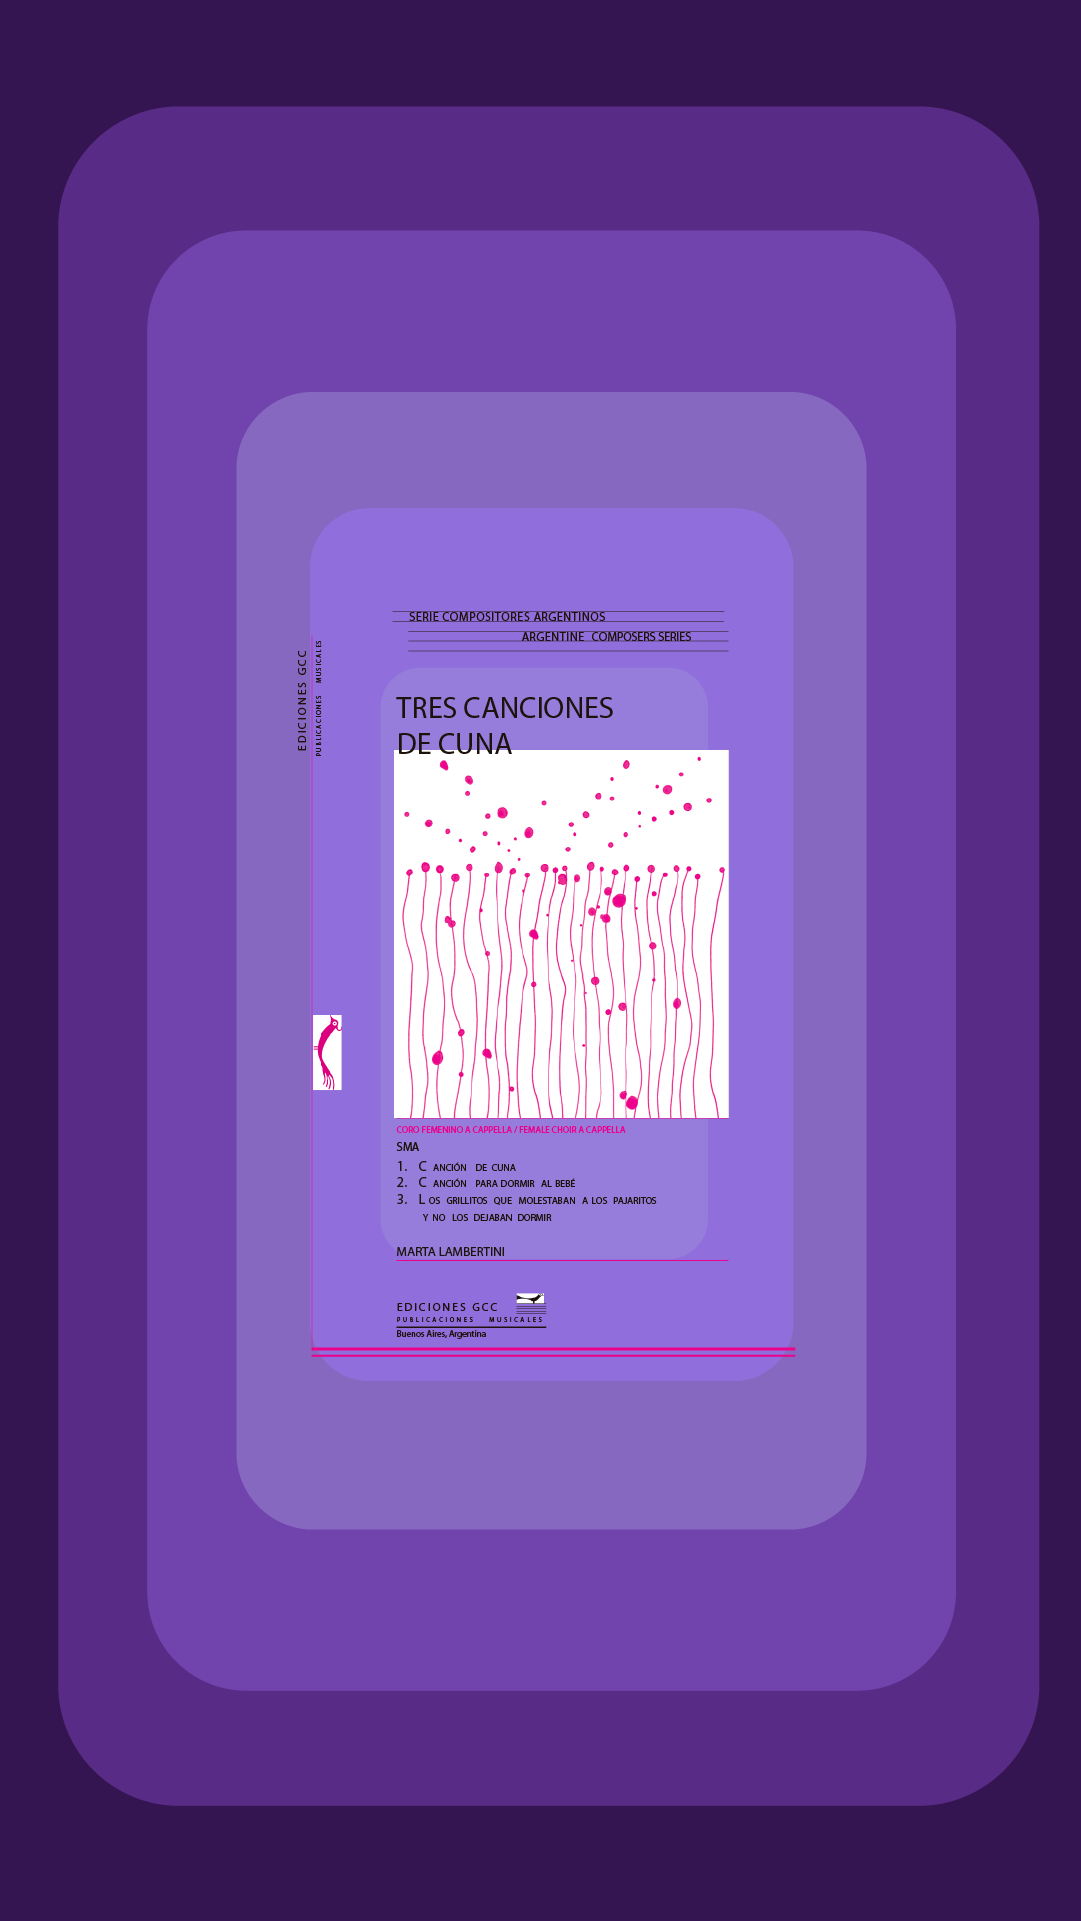 SERIE COMPOSITORES ARGENTINOS
ARGENTINE COMPOSERS SERIES
EDICIONES GCC
PUBLICACIONES MUSICALES
TRES CANCIONES
DE CUNA
CORO FEMENINO A CAPPELLA / FEMALE CHOIR A CAPPELLA
SMA
1. CANCIÓN DE CUNA
2. CANCIÓN PARA DORMIR AL BEBÉ
3. LOS GRILLITOS QUE MOLESTABAN A LOS PAJARITOS
Y NO LOS DEJABAN DORMIR
MARTA LAMBERTINI
EDICIONES GCC
PUBLICACIONES MUSICALES
Buenos Aires, Argentina